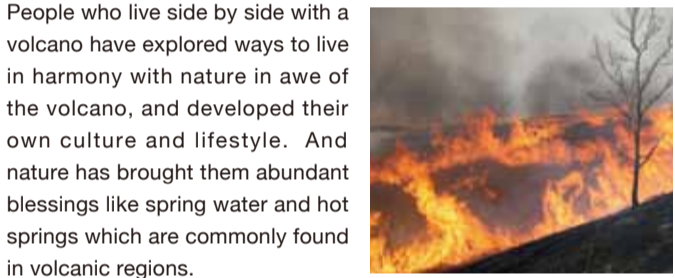 People who live side by side with a
volcano have explored ways to live
in harmony with nature in awe of
the volcano, and developed their
own culture and lifestyle. And
nature has brought them abundant
blessings like spring water and hot
springs which are commonly found
in volcanic regions.